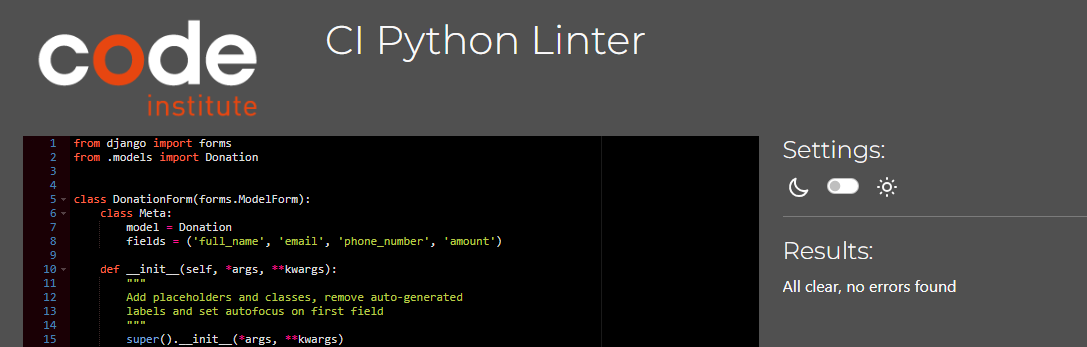 code
institute
CI Python Linter
1 from django import forms
2 from .models import Donation
3
4
5 class DonationForm(forms.ModelForm):
6     class Meta:
7         model = Donation
8         fields = ('full_name', 'email', 'phone_number', 'amount')
9
10     def __init__(self, *args, **kwargs):
11         """
12         Add placeholders and classes, remove auto-generated
13         labels and set autofocus on first field
14         """
15         super().__init__(*args, **kwargs)
Settings:
Results:
All clear, no errors found